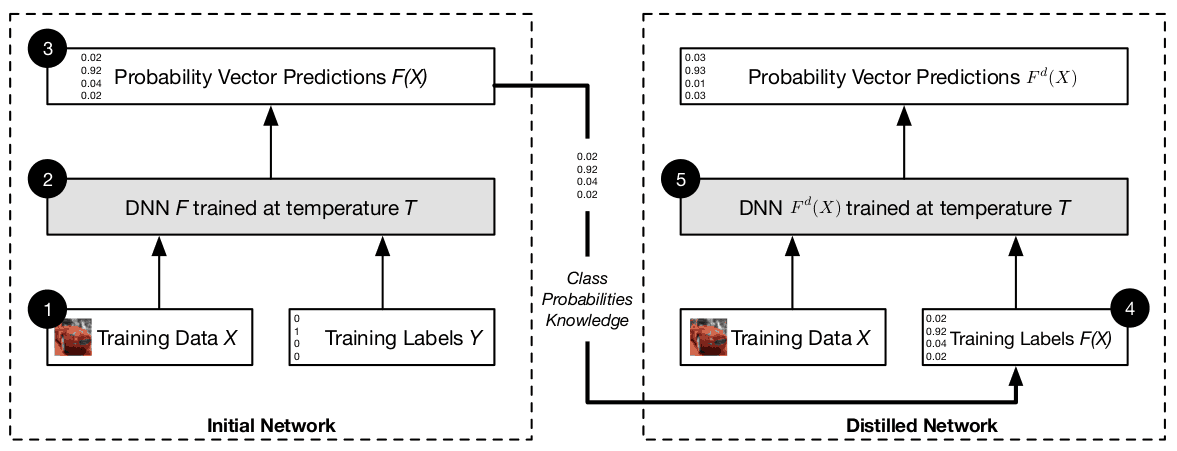 3
0.02
0.92
0.04
0.02
Probability Vector Predictions F(X)
2
DNN F trained at temperature T
1
Training Data X
0
1
0
0
Training Labels Y
Initial Network
0.02
0.92
0.04
0.02
Class
Probabilities
Knowledge
0.03
0.93
0.01
0.03
Probability Vector Predictions F^d(X)
5
DNN F^d(X) trained at temperature T
Training Data X
4
0.02
0.92
0.04
0.02
Training Labels F(X)
Distilled Network